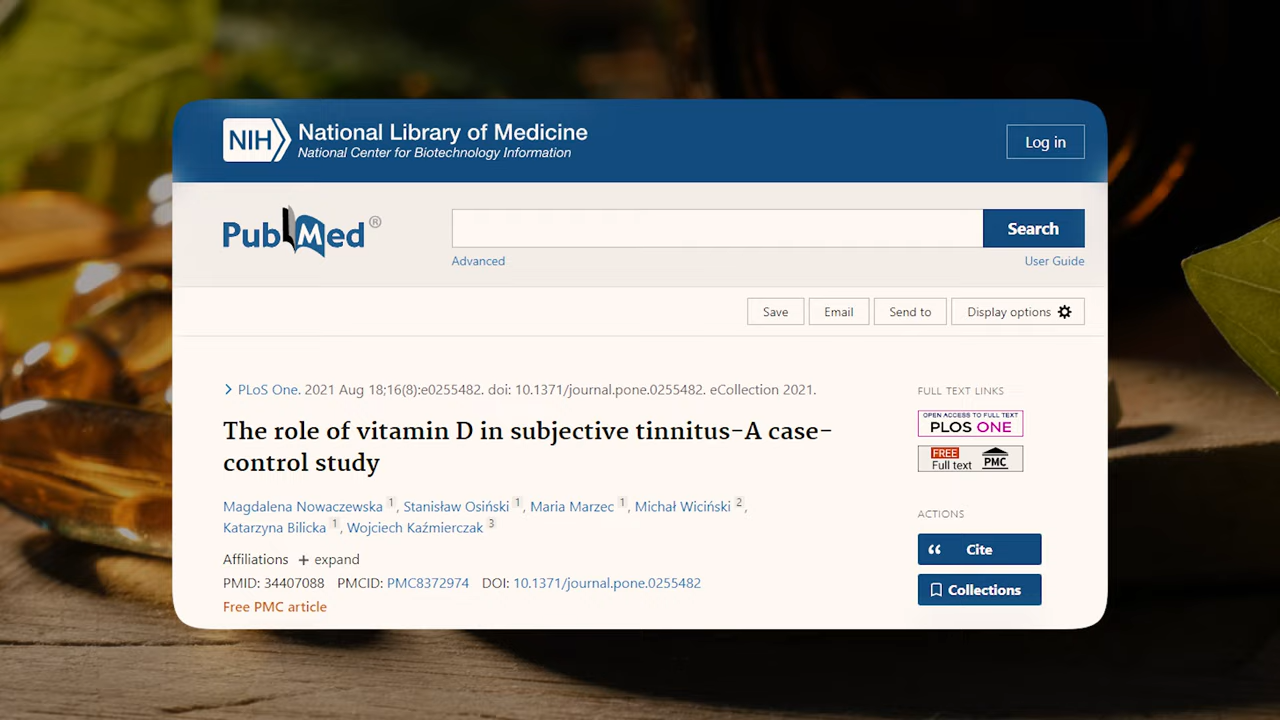 NIH National Library of Medicine
National Center for Biotechnology Information
Log in
PubMed®
Search
Advanced
User Guide
Save
Email
Send to
Display options
PLoS One. 2021 Aug 18;16(8):e0255482. doi: 10.1371/journal.pone.0255482. eCollection 2021.
The role of vitamin D in subjective tinnitus-A case-
control study
Magdalena Nowaczewska 1, Stanisław Osiński 1, Maria Marzec 1, Michał Wiciński 2,
Katarzyna Bilicka 1, Wojciech Kaźmierczak 3
Affiliations + expand
PMID: 34407088 PMCID: PMC8372974 DOI: 10.1371/journal.pone.0255482
Free PMC article
FULL TEXT LINKS
OPEN ACCESS TO FULL TEXT
PLOS ONE
FREE
Full text PMC
ACTIONS
Cite
Collections